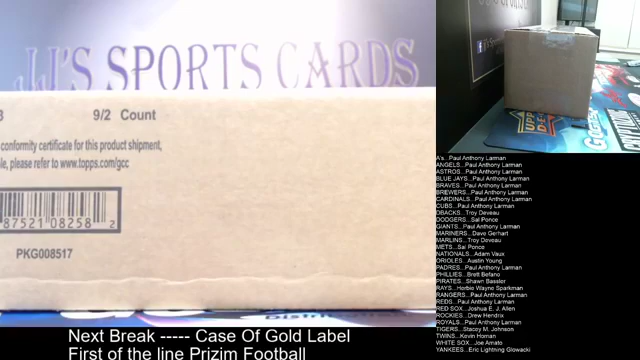 JJ'S SPORTS CARDS
9/2 Count
conformity certificate for this product shipment,
le, please refer to www.topps.com/gcc
87521 08258 2
PKG008517
Next Break ----- Case Of Gold Label
First of the line Prizim Football
UPPER DECK
A's.. Paul Anthony Larman
ANGELS...Paul Anthony Larman
ASTROS...Paul Anthony Larman
BLUE JAYS...Paul Anthony Larman
BRAVES...Paul Anthony Larman
BREWERS...Paul Anthony Larman
CARDINALS...Paul Anthony Larman
CUBS...Paul Anthony Larman
DBACKS...Troy Deveau
DODGERS...Sal Ponce
GIANTS...Paul Anthony Larman
MARINERS...Dave Gerhart
MARLINS...Troy Deveau
METS...Sal Ponce
NATIONALS...Adam Vaux
ORIOLES...Austin Young
PADRES...Paul Anthony Larman
PHILLIES...Brett Befano
PIRATES...Shawn Bassler
RAYS...Herbie Wayne Sparkman
RANGERS...Paul Anthony Larman
REDS...Paul Anthony Larman
RED SOX...Joshua E. J. Allen
ROCKIES...Drew Hendrix
ROYALS...Paul Anthony Larman
TIGERS...Stacey M. Johnson
TWINS...Kevin Homan
WHITE SOX...Joe Amato
YANKEES...Eric Lightning Glowacki